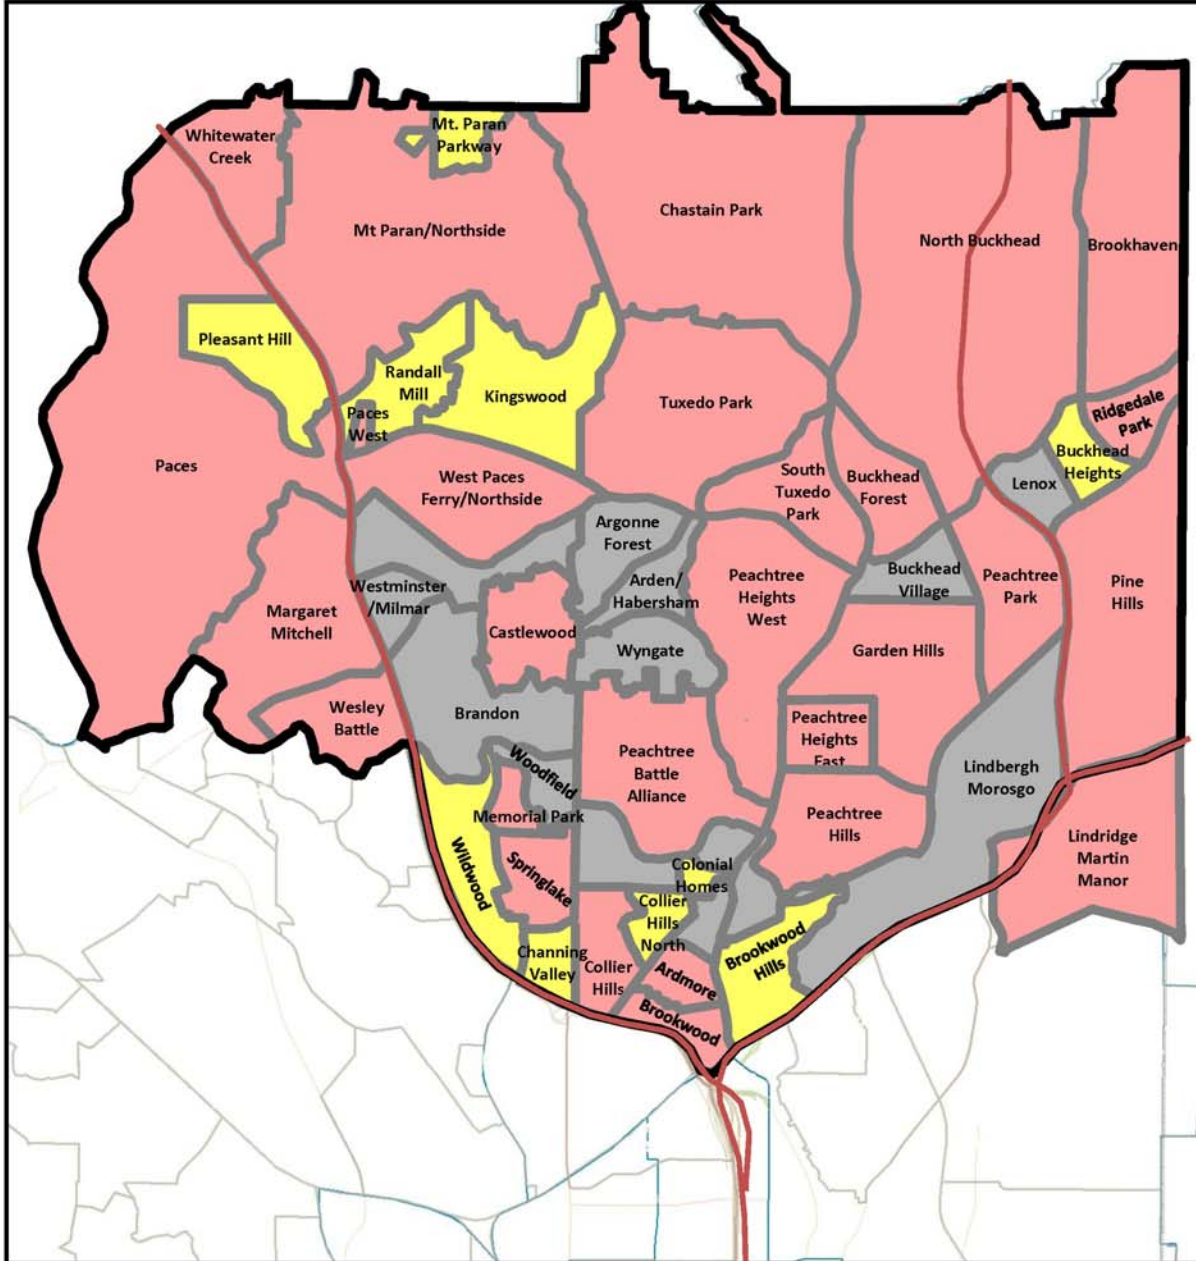 Whitewater
Creek
Mt. Paran
Parkway
Mt Paran/Northside
Chastain Park
North Buckhead
Brookhaven
Pleasant Hill
Randall
Mill
Kingswood
Paces
West
Tuxedo Park
Ridgedale
Park
Buckhead
Heights
Paces
West Paces
Ferry/Northside
South
Tuxedo
Park
Buckhead
Forest
Lenox
Argonne
Forest
Westminster
/Milmar
Arden/
Habersham
Peachtree
Heights
West
Buckhead
Village
Peachtree
Park
Pine
Hills
Margaret
Mitchell
Castlewood
Wyngate
Garden Hills
Wesley
Battle
Brandon
Peachtree
Heights
East
Woodfield
Peachtree
Battle
Alliance
Lindbergh
Morosgo
Memorial Park
Peachtree
Hills
Lindridge
Martin
Manor
Wildwood
Springlake
Colonial
Homes
Collier
Hills
North
Channing
Valley
Collier
Hills
Ardmore
Brookwood
Hills
Brookwood